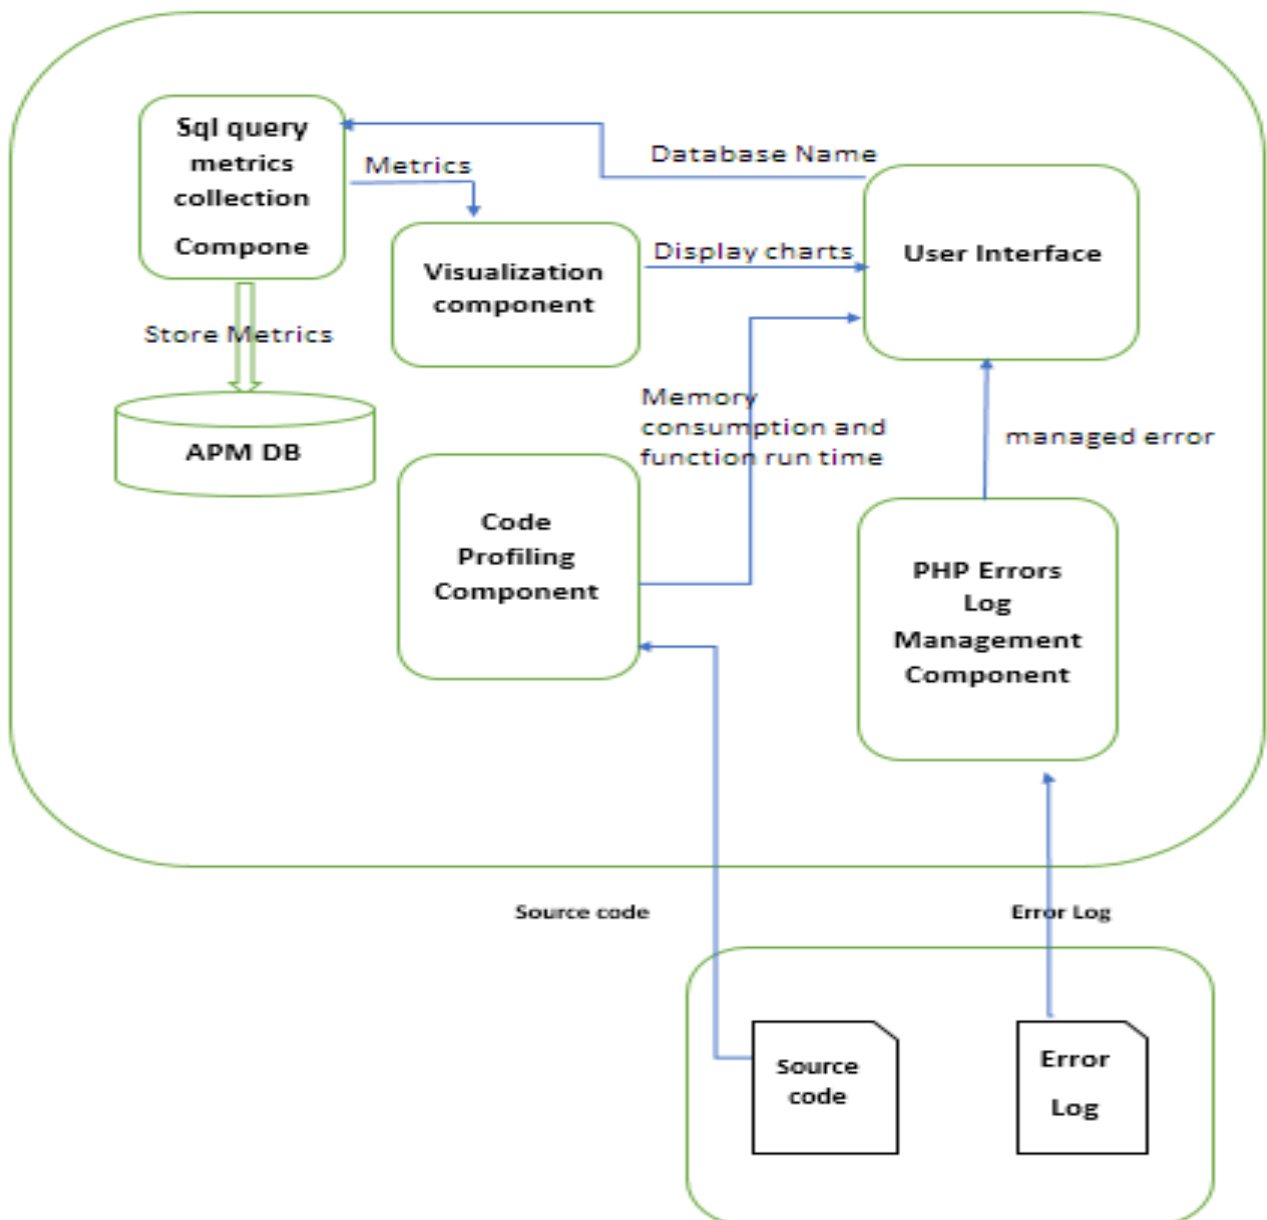 Sql query
metrics
collection
Compone
Metrics
Database Name
Visualization
component
Display charts
User Interface
Store Metrics
APM DB
Memory
consumption and
function run time
managed error
Code
Profiling
Component
PHP Errors
Log
Management
Component
Source code
Error Log
Source
code
Error
Log